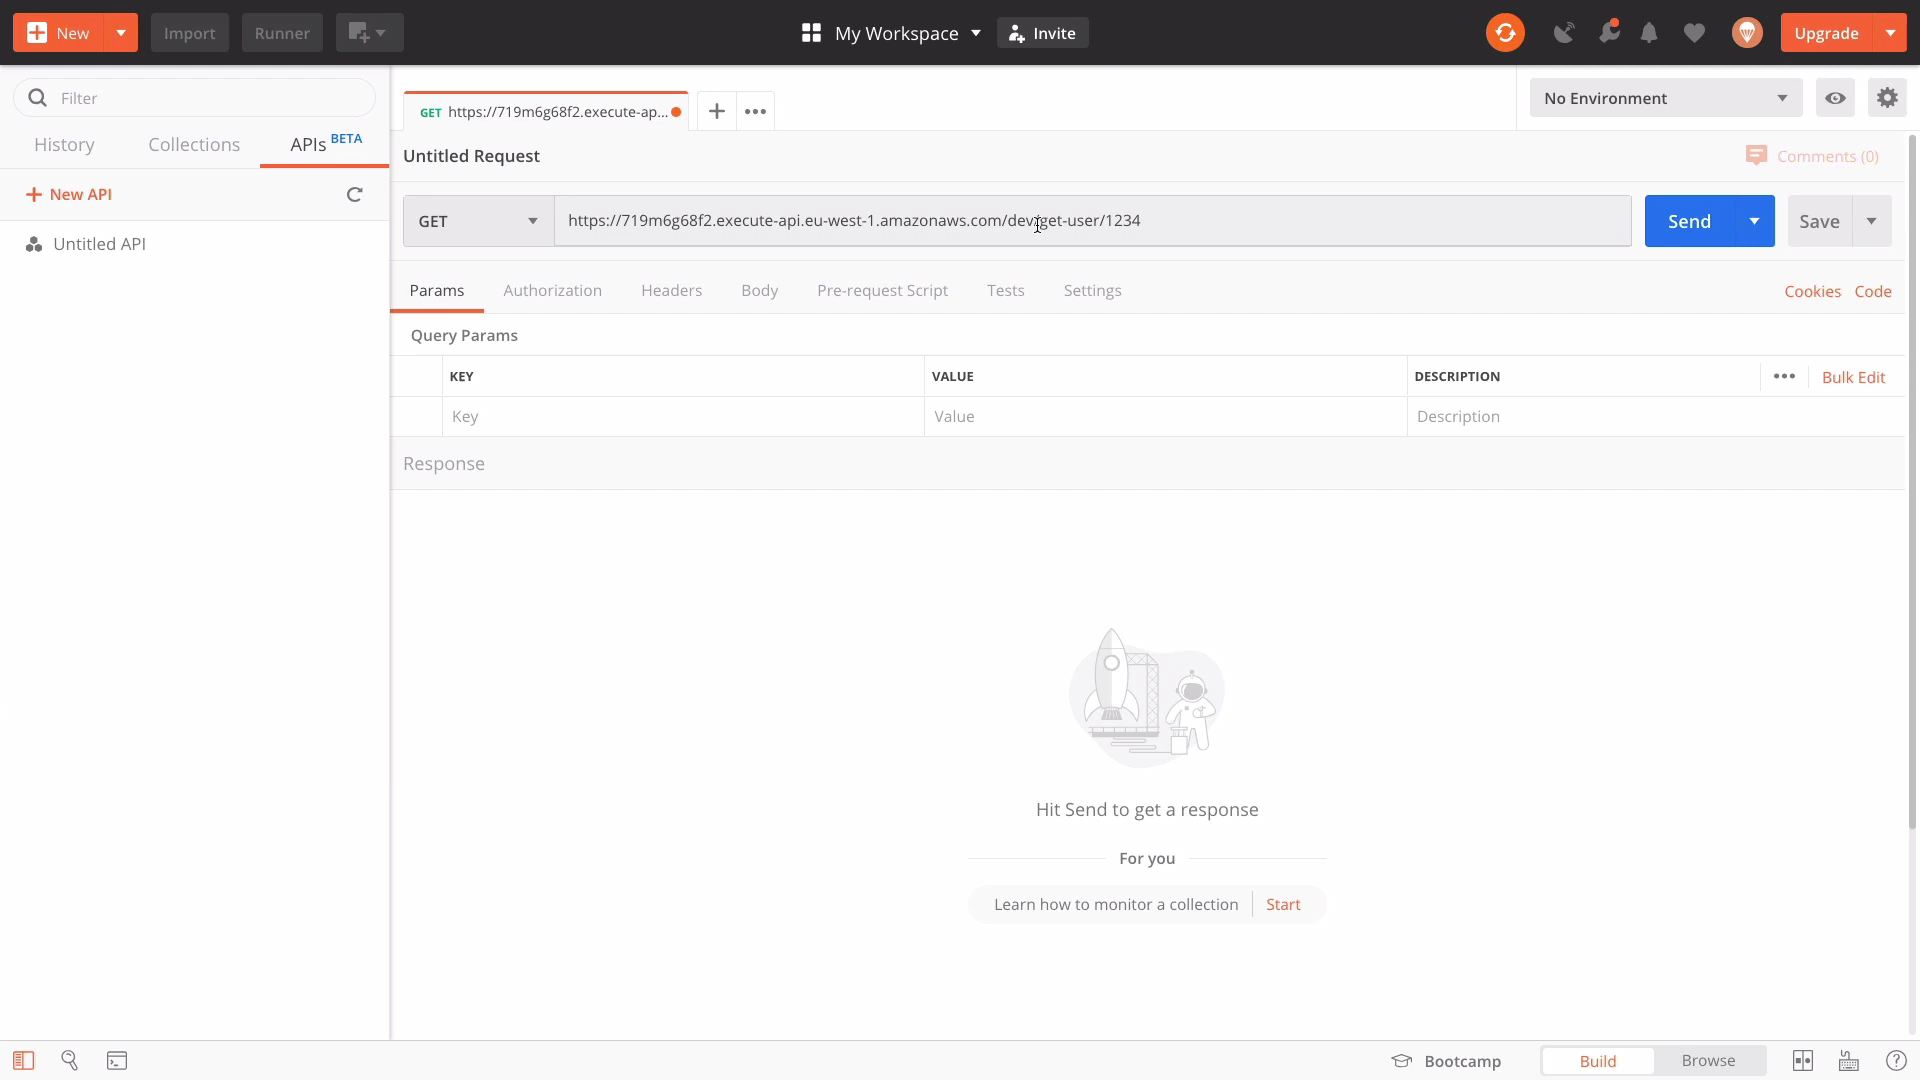 New
Import
Runner
My Workspace
Invite
Upgrade
Filter
History
Collections
APIs BETA
New API
Untitled API
GET https://719m6g68f2.execute-ap...
No Environment
Untitled Request
Comments (0)
GET
https://719m6g68f2.execute-api.eu-west-1.amazonaws.com/dev/get-user/1234
Send
Save
Params
Authorization
Headers
Body
Pre-request Script
Tests
Settings
Cookies
Code
Query Params
KEY
VALUE
DESCRIPTION
Bulk Edit
Key
Value
Description
Response
Hit Send to get a response
For you
Learn how to monitor a collection
Start
Bootcamp
Build
Browse